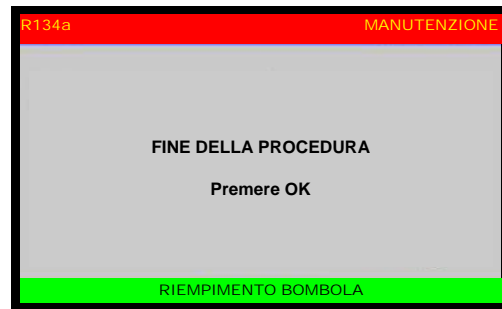 R134a MANUTENZIONE
FINE DELLA PROCEDURA
Premere OK
RIEMPIMENTO BOMBOLA